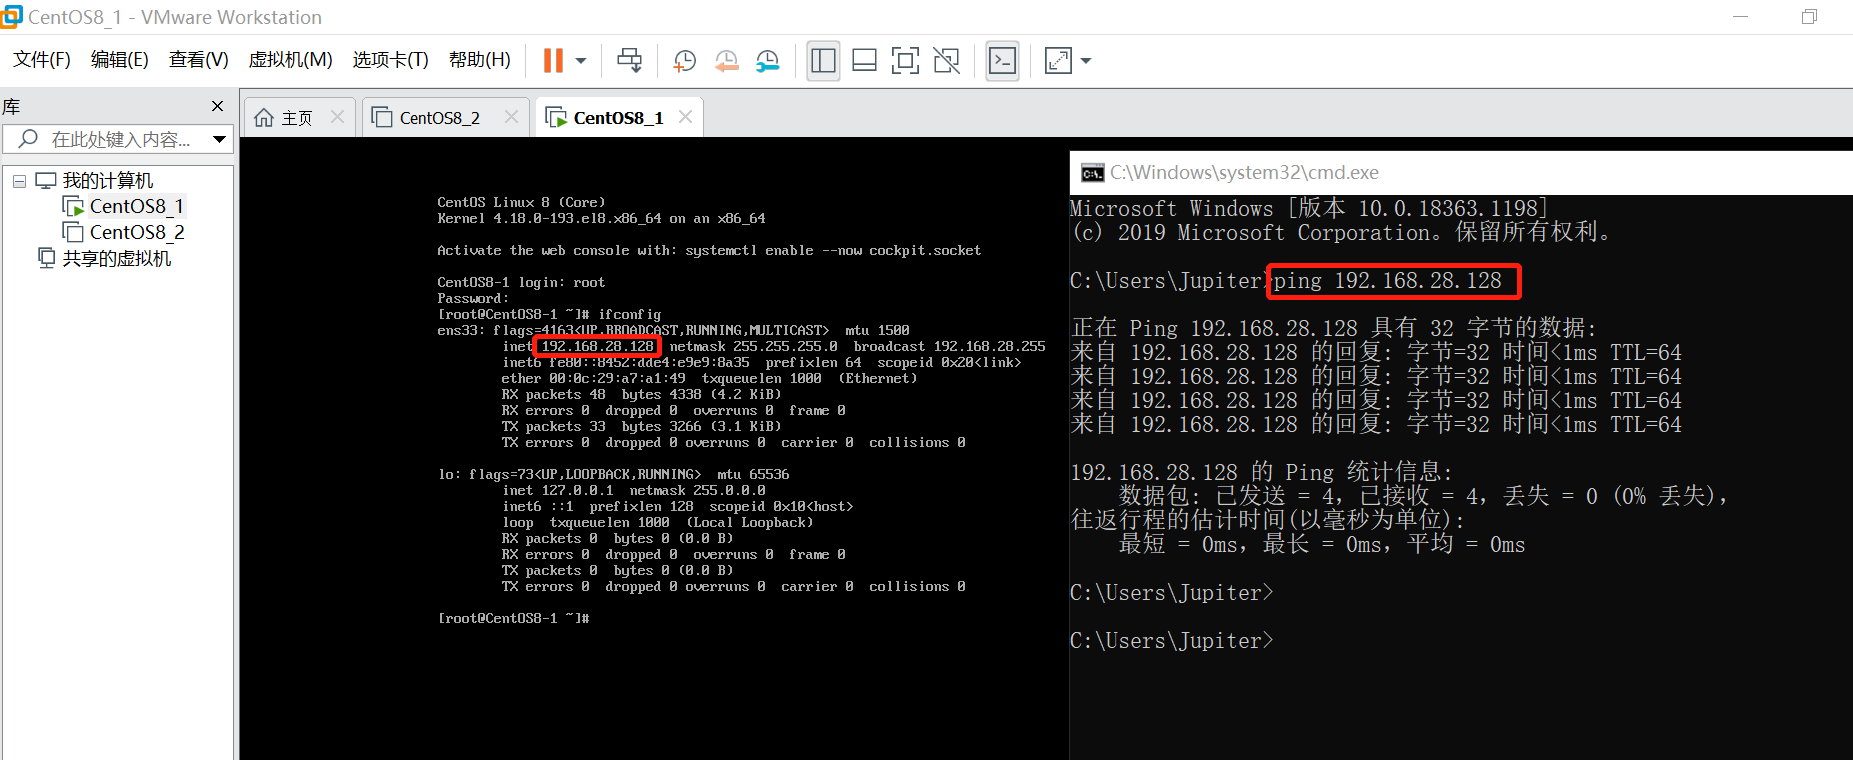 CentOS8_1 - VMware Workstation
文件(F) 编辑(E) 查看(V) 虚拟机(M) 选项卡(T) 帮助(H)
库
在此处键入内容...
我的计算机
CentOS8_1
CentOS8_2
共享的虚拟机
主页 CentOS8_2 CentOS8_1
CentOS Linux 8 (Core)
Kernel 4.18.0-193.el8.x86_64 on an x86_64
Activate the web console with: systemctl enable --now cockpit.socket
CentOS8-1 login: root
Password:
[root@CentOS8-1 ~]# ifconfig
ens33: flags=4163<UP,BROADCAST,RUNNING,MULTICAST>  mtu 1500
inet 192.168.28.128  netmask 255.255.255.0  broadcast 192.168.28.255
inet6 fe80::8452:dde4:e9e9:8a35  prefixlen 64  scopeid 0x20<link>
ether 00:0c:29:a7:a1:49  txqueuelen 1000  (Ethernet)
RX packets 48  bytes 4338 (4.2 KiB)
RX errors 0  dropped 0  overruns 0  frame 0
TX packets 33  bytes 3266 (3.1 KiB)
TX errors 0  dropped 0 overruns 0  carrier 0  collisions 0
lo: flags=73<UP,LOOPBACK,RUNNING>  mtu 65536
inet 127.0.0.1  netmask 255.0.0.0
inet6 ::1  prefixlen 128  scopeid 0x10<host>
loop  txqueuelen 1000  (Local Loopback)
RX packets 0  bytes 0 (0.0 B)
RX errors 0  dropped 0  overruns 0  frame 0
TX packets 0  bytes 0 (0.0 B)
TX errors 0  dropped 0 overruns 0  carrier 0  collisions 0
[root@CentOS8-1 ~]#
C:\Windows\system32\cmd.exe
Microsoft Windows [版本 10.0.18363.1198]
(c) 2019 Microsoft Corporation。保留所有权利。
C:\Users\Jupiter>ping 192.168.28.128
正在 Ping 192.168.28.128 具有 32 字节的数据:
来自 192.168.28.128 的回复: 字节=32 时间<1ms TTL=64
来自 192.168.28.128 的回复: 字节=32 时间<1ms TTL=64
来自 192.168.28.128 的回复: 字节=32 时间<1ms TTL=64
来自 192.168.28.128 的回复: 字节=32 时间<1ms TTL=64
192.168.28.128 的 Ping 统计信息:
数据包: 已发送 = 4，已接收 = 4，丢失 = 0 (0% 丢失)，
往返行程的估计时间(以毫秒为单位):
最短 = 0ms，最长 = 0ms，平均 = 0ms
C:\Users\Jupiter>
C:\Users\Jupiter>